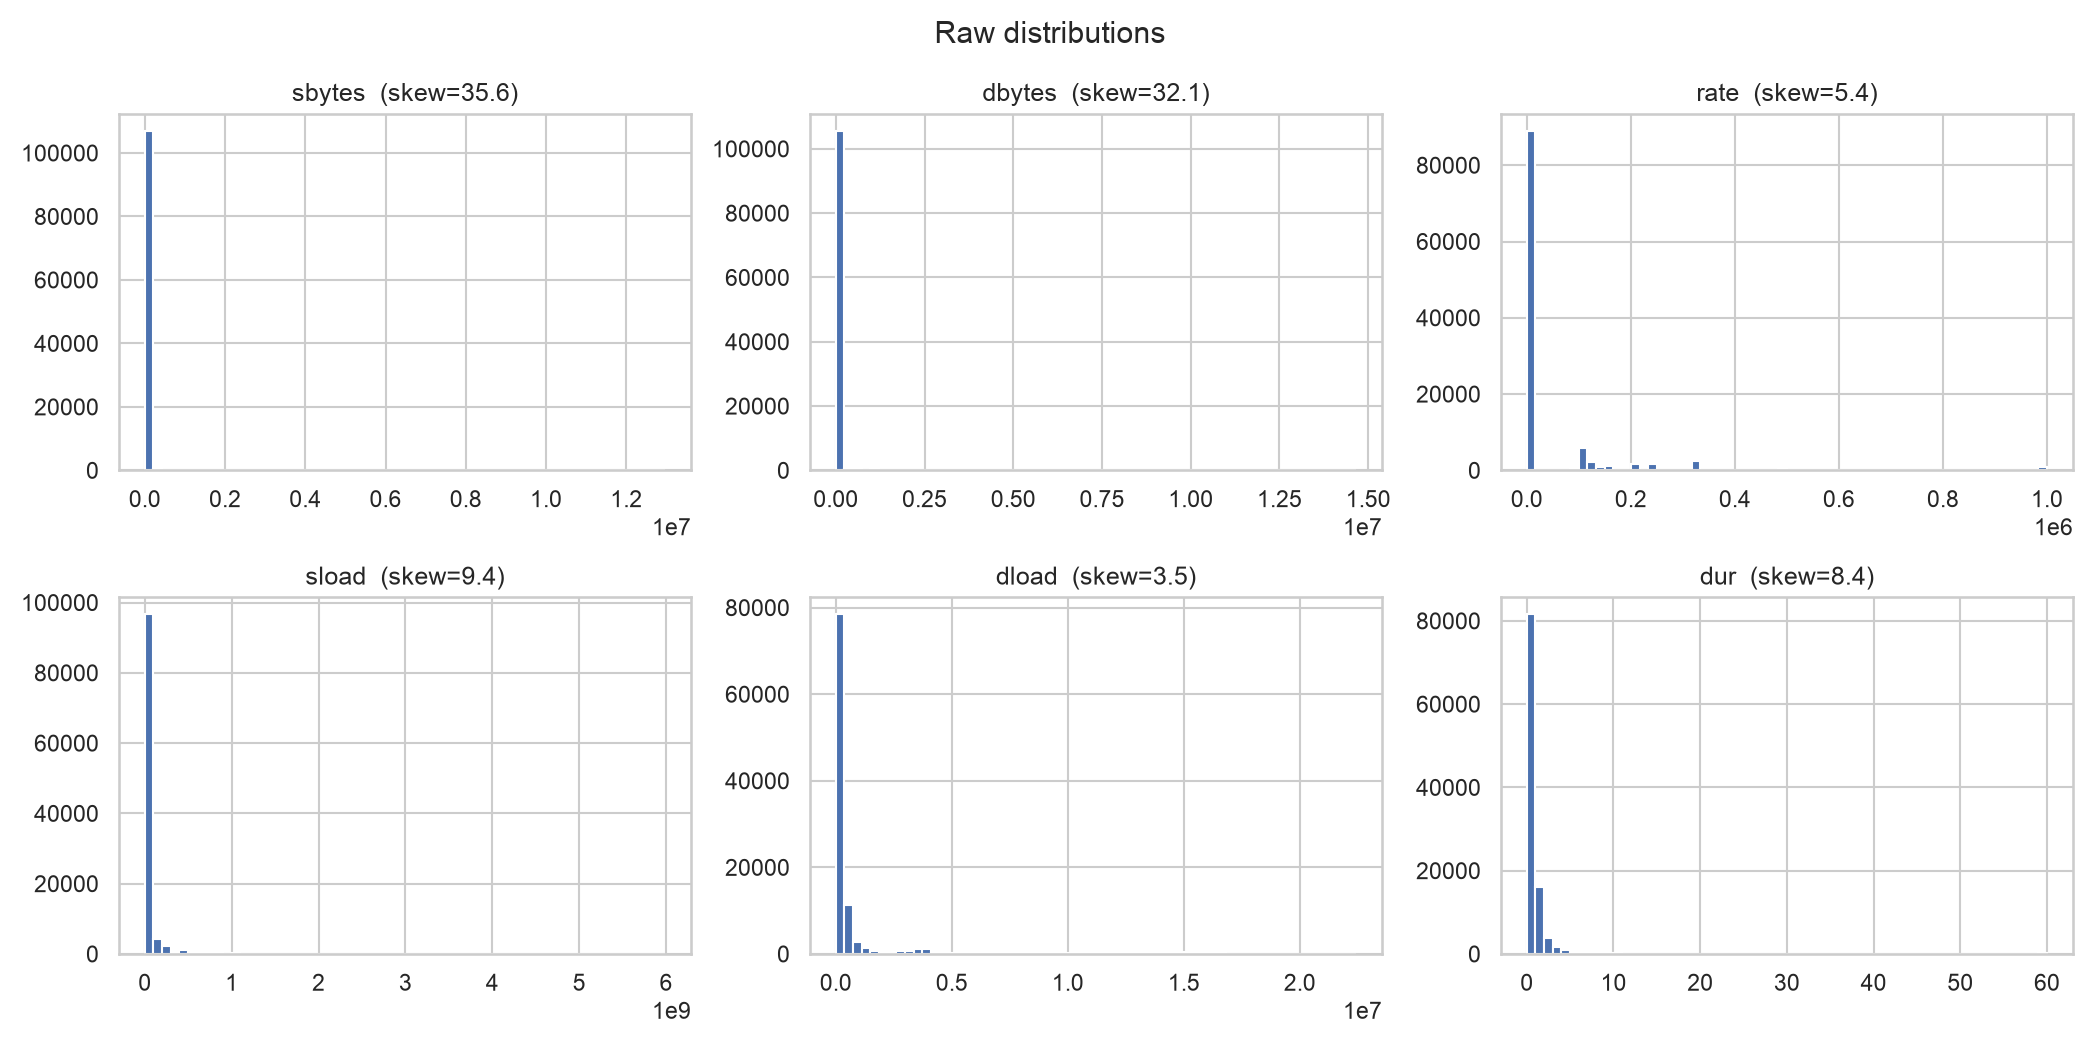 Raw distributions
sbytes  (skew=35.6)
100000
80000
60000
40000
20000
0
0.0 0.2 0.4 0.6 0.8 1.0 1.2
1e7
dbytes  (skew=32.1)
100000
80000
60000
40000
20000
0
0.00 0.25 0.50 0.75 1.00 1.25 1.50
1e7
rate  (skew=5.4)
80000
60000
40000
20000
0
0.0 0.2 0.4 0.6 0.8 1.0
1e6
sload  (skew=9.4)
100000
80000
60000
40000
20000
0
0 1 2 3 4 5 6
1e9
dload  (skew=3.5)
80000
60000
40000
20000
0
0.0 0.5 1.0 1.5 2.0
1e7
dur  (skew=8.4)
80000
60000
40000
20000
0
0 10 20 30 40 50 60